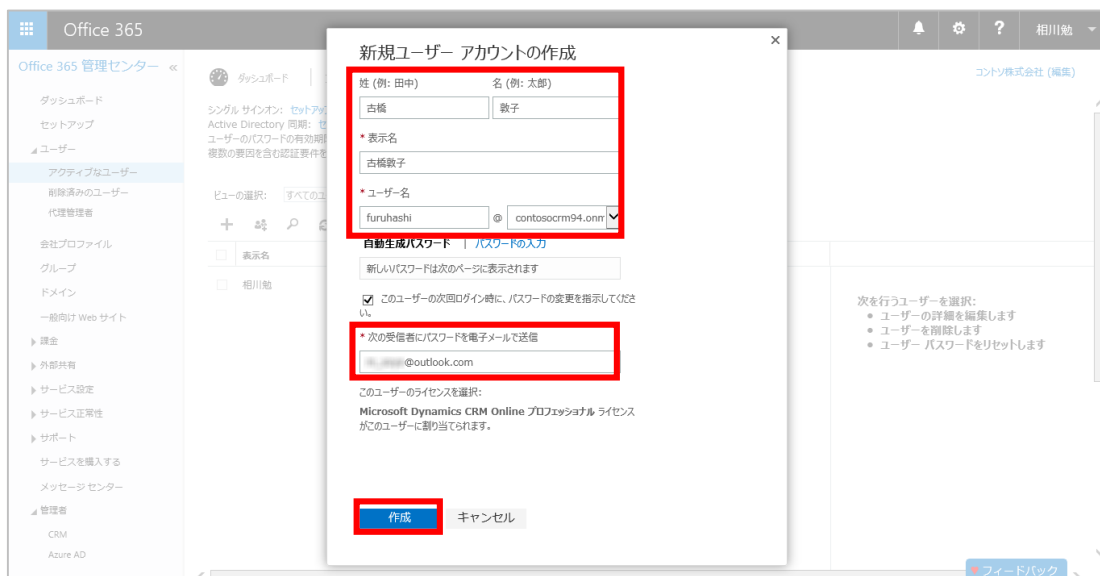 Office 365
?
相川勉
Office 365 管理センター «
ダッシュボード
セットアップ
ユーザー
アクティブなユーザー
削除済みのユーザー
代理管理者
会社プロファイル
グループ
ドメイン
一般向け Web サイト
課金
外部共有
サービス設定
サービス正常性
サポート
サービスを購入する
メッセージ センター
管理者
CRM
Azure AD
ダッシュボード
コントソ株式会社 (編集)
シングル サインオン:
Active Directory 同期:
ユーザーのパスワードの有効期
複数の要因を含む認証要件を
ビューの選択:
表示名
相川勉
新規ユーザー アカウントの作成
×
姓 (例: 田中) 名 (例: 太郎)
古橋 敦子
* 表示名
古橋敦子
* ユーザー名
furuhashi @ contosocrm94.onm
自動生成パスワード | パスワードの入力
新しいパスワードは次のページに表示されます
このユーザーの次回ログイン時に、パスワードの変更を指示してくださ
い。
* 次の受信者にパスワードを電子メールで送信
@outlook.com
このユーザーのライセンスを選択:
Microsoft Dynamics CRM Online プロフェッショナル ライセンス
がこのユーザーに割り当てられます。
作成 キャンセル
次を行うユーザーを選択:
● ユーザーの詳細を編集します
● ユーザーを削除します
● ユーザー パスワードをリセットします
フィードバック